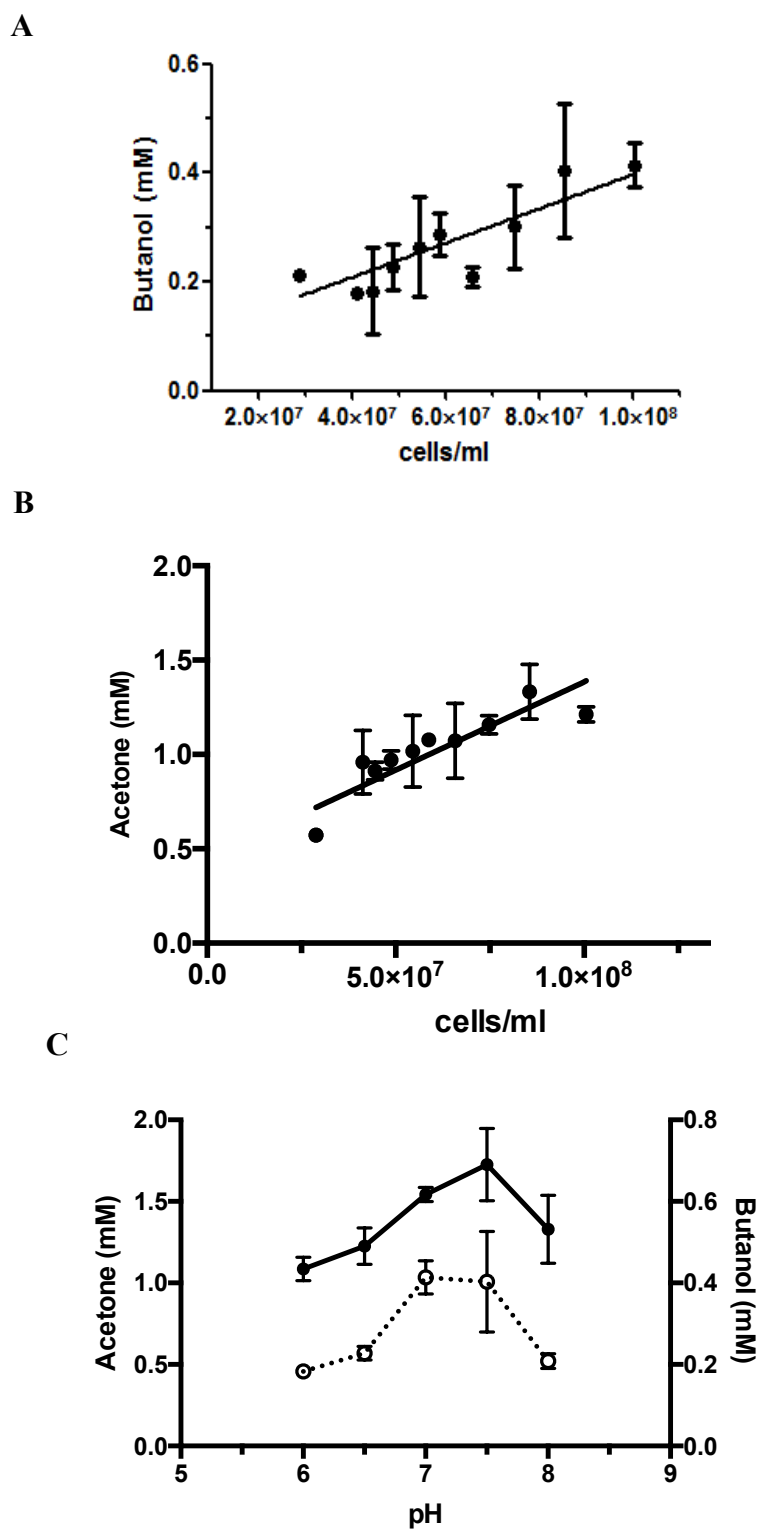 A
0.6
0.4
0.2
0.0
Butanol (mM)
2.0×10⁷ 4.0×10⁷ 6.0×10⁷ 8.0×10⁷ 1.0×10⁸
cells/ml
B
2.0
1.5
1.0
0.5
0.0
Acetone (mM)
0.0 5.0×10⁷ 1.0×10⁸
cells/ml
C
2.0
1.5
1.0
0.5
0.0
Acetone (mM)
0.8
0.6
0.4
0.2
0.0
Butanol (mM)
5 6 7 8 9
pH